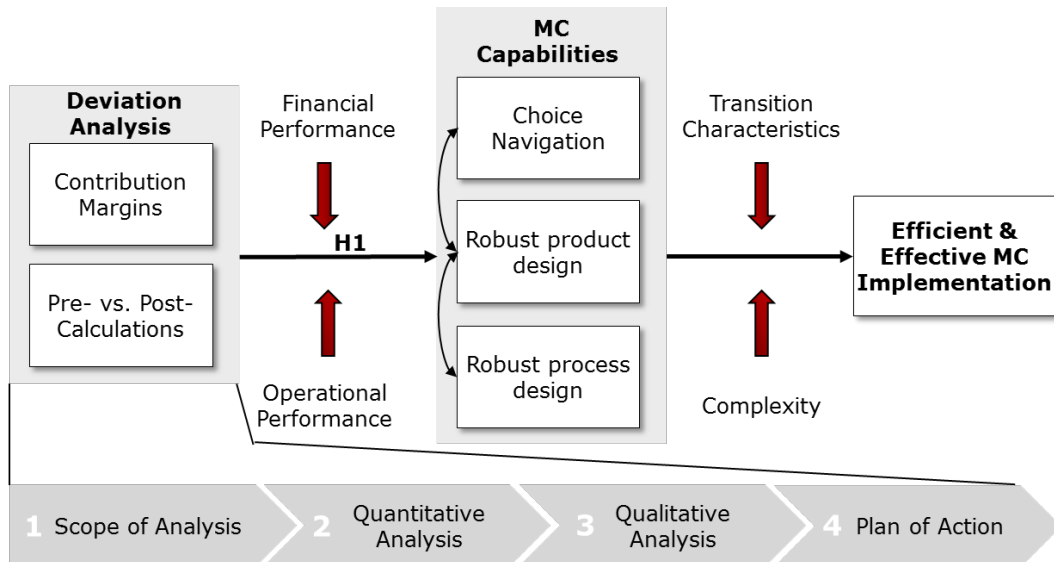 Deviation
Analysis
Contribution
Margins
Pre- vs. Post-
Calculations
Financial
Performance
H1
Operational
Performance
MC
Capabilities
Choice
Navigation
Robust product
design
Robust process
design
Transition
Characteristics
Complexity
Efficient &
Effective MC
Implementation
1 Scope of Analysis
2 Quantitative
Analysis
3 Qualitative
Analysis
4 Plan of Action